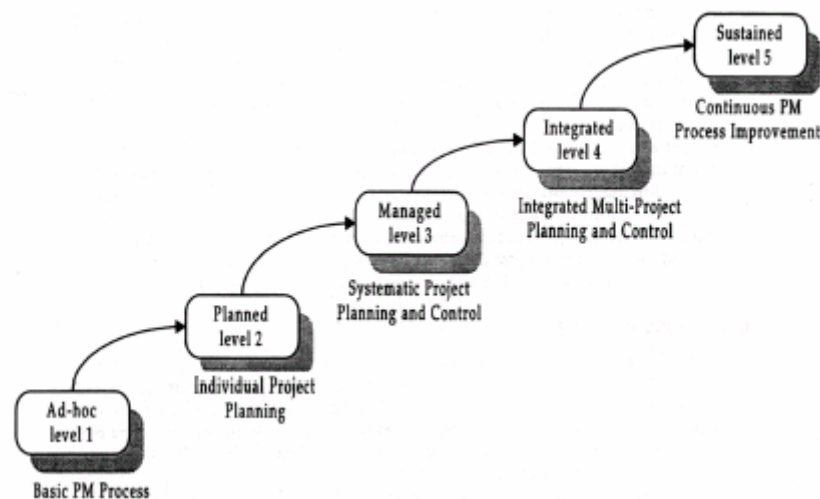 Sustained
level 5
Continuous PM
Process Improvement
Integrated
level 4
Integrated Multi-Project
Planning and Control
Managed
level 3
Systematic Project
Planning and Control
Planned
level 2
Individual Project
Planning
Ad-hoc
level 1
Basic PM Process